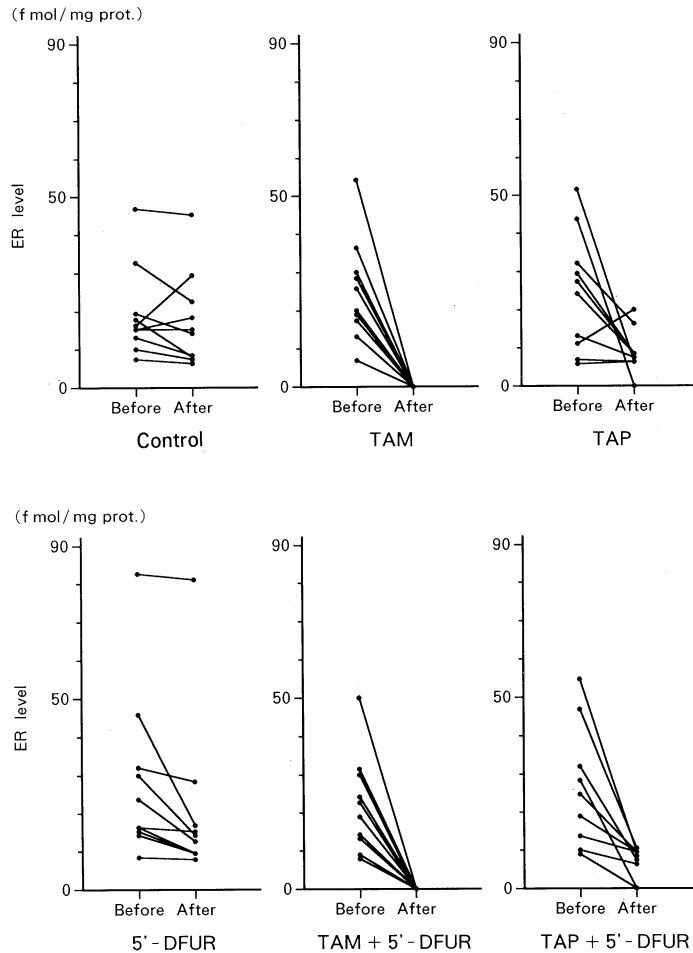 (f mol/mg prot.)
90 90 90
50 50 50
ER level
0 0 0
Before After Before After Before After
Control TAM TAP
(f mol/mg prot.)
90 90 90
50 50 50
ER level
0 0 0
Before After Before After Before After
5'-DFUR TAM + 5'-DFUR TAP + 5'-DFUR